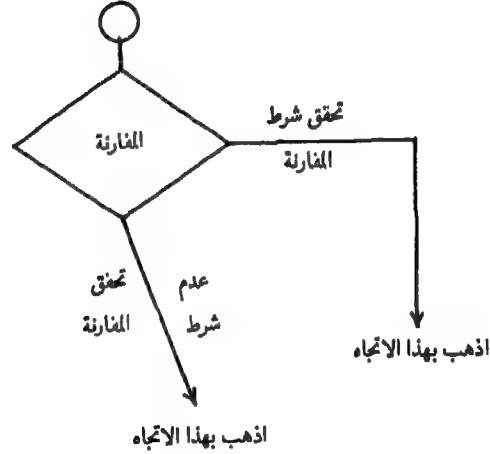 المقارنة
تحقق شرط
المقارنة
عدم تحقق
شرط المقارنة
اذهب بهذا الاتجاه
اذهب بهذا الاتجاه